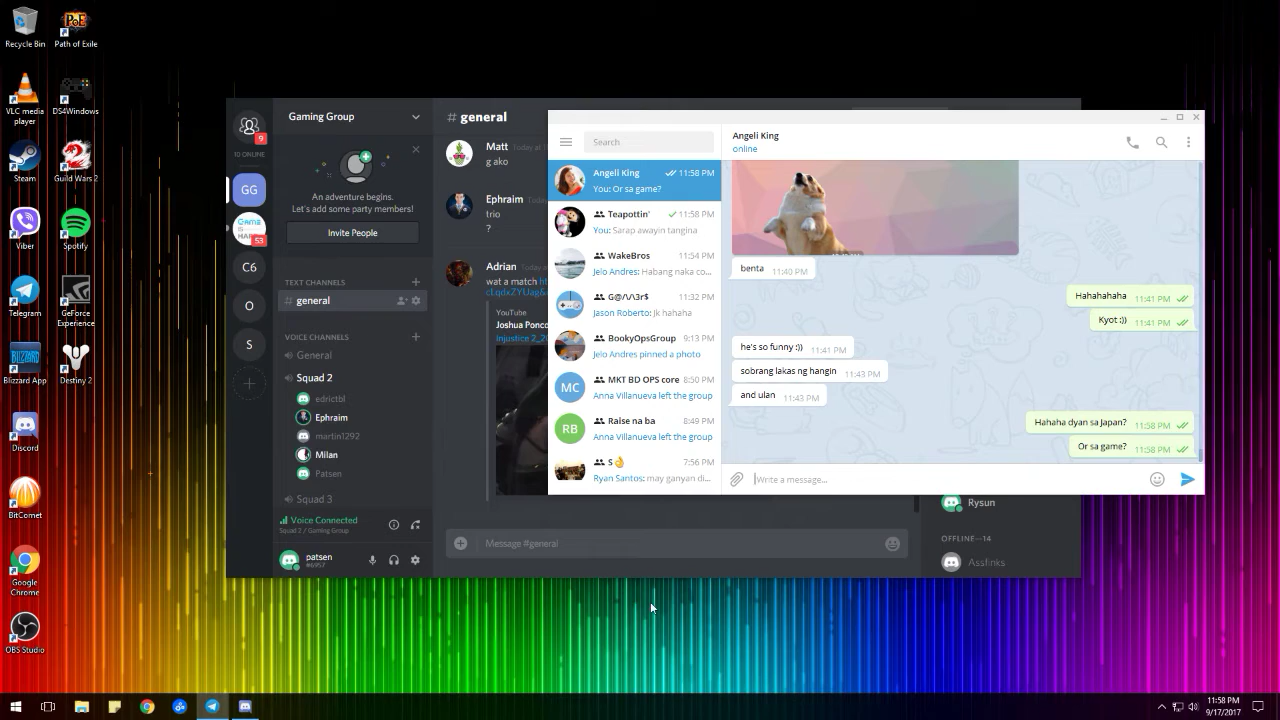 Recycle Bin
Path of Exile
VLC media
player
DS4Windows
Steam
Guild Wars 2
Viber
Spotify
Telegram
GeForce
Experience
Blizzard App
Destiny 2
Discord
BitComet
Google
Chrome
OBS Studio
9
10 ONLINE
GG
53
C6
O
S
Gaming Group
An adventure begins.
Let's add some party members!
Invite People
TEXT CHANNELS
# general
VOICE CHANNELS
General
Squad 2
edrictbl
Ephraim
martin1292
Milan
Patsen
Squad 3
Voice Connected
Squad 2 / Gaming Group
patsen
#6957
# general
Matt Today at
g ako
Ephraim Today
trio
?
Adrian Today a
wat a match
YouTube
Joshua Ponco
Injustice 2_2
Message #general
Rysun
OFFLINE—14
Assfinks
Search
Angeli King 11:58 PM
You: Or sa game?
Teapottin' 11:58 PM
You: Sarap awayin tangina
WakeBros 11:54 PM
Jelo Andres: Habang naka co...
G@/\/\3r$ 11:32 PM
Jason Roberto: Jk hahaha
BookyOpsGroup 9:13 PM
Jelo Andres pinned a photo
MC
MKT BD OPS core 8:50 PM
Anna Villanueva left the group
RB
Raise na ba 8:49 PM
Anna Villanueva left the group
S👌 7:56 PM
Ryan Santos: may ganyan di...
Angeli King
online
benta 11:40 PM
Hahahahaha 11:41 PM
Kyot :)) 11:41 PM
he's so funny :)) 11:41 PM
sobrang lakas ng hangin 11:43 PM
and ulan 11:43 PM
Hahaha dyan sa Japan? 11:58 PM
Or sa game? 11:58 PM
Write a message...
11:58 PM
9/17/2017